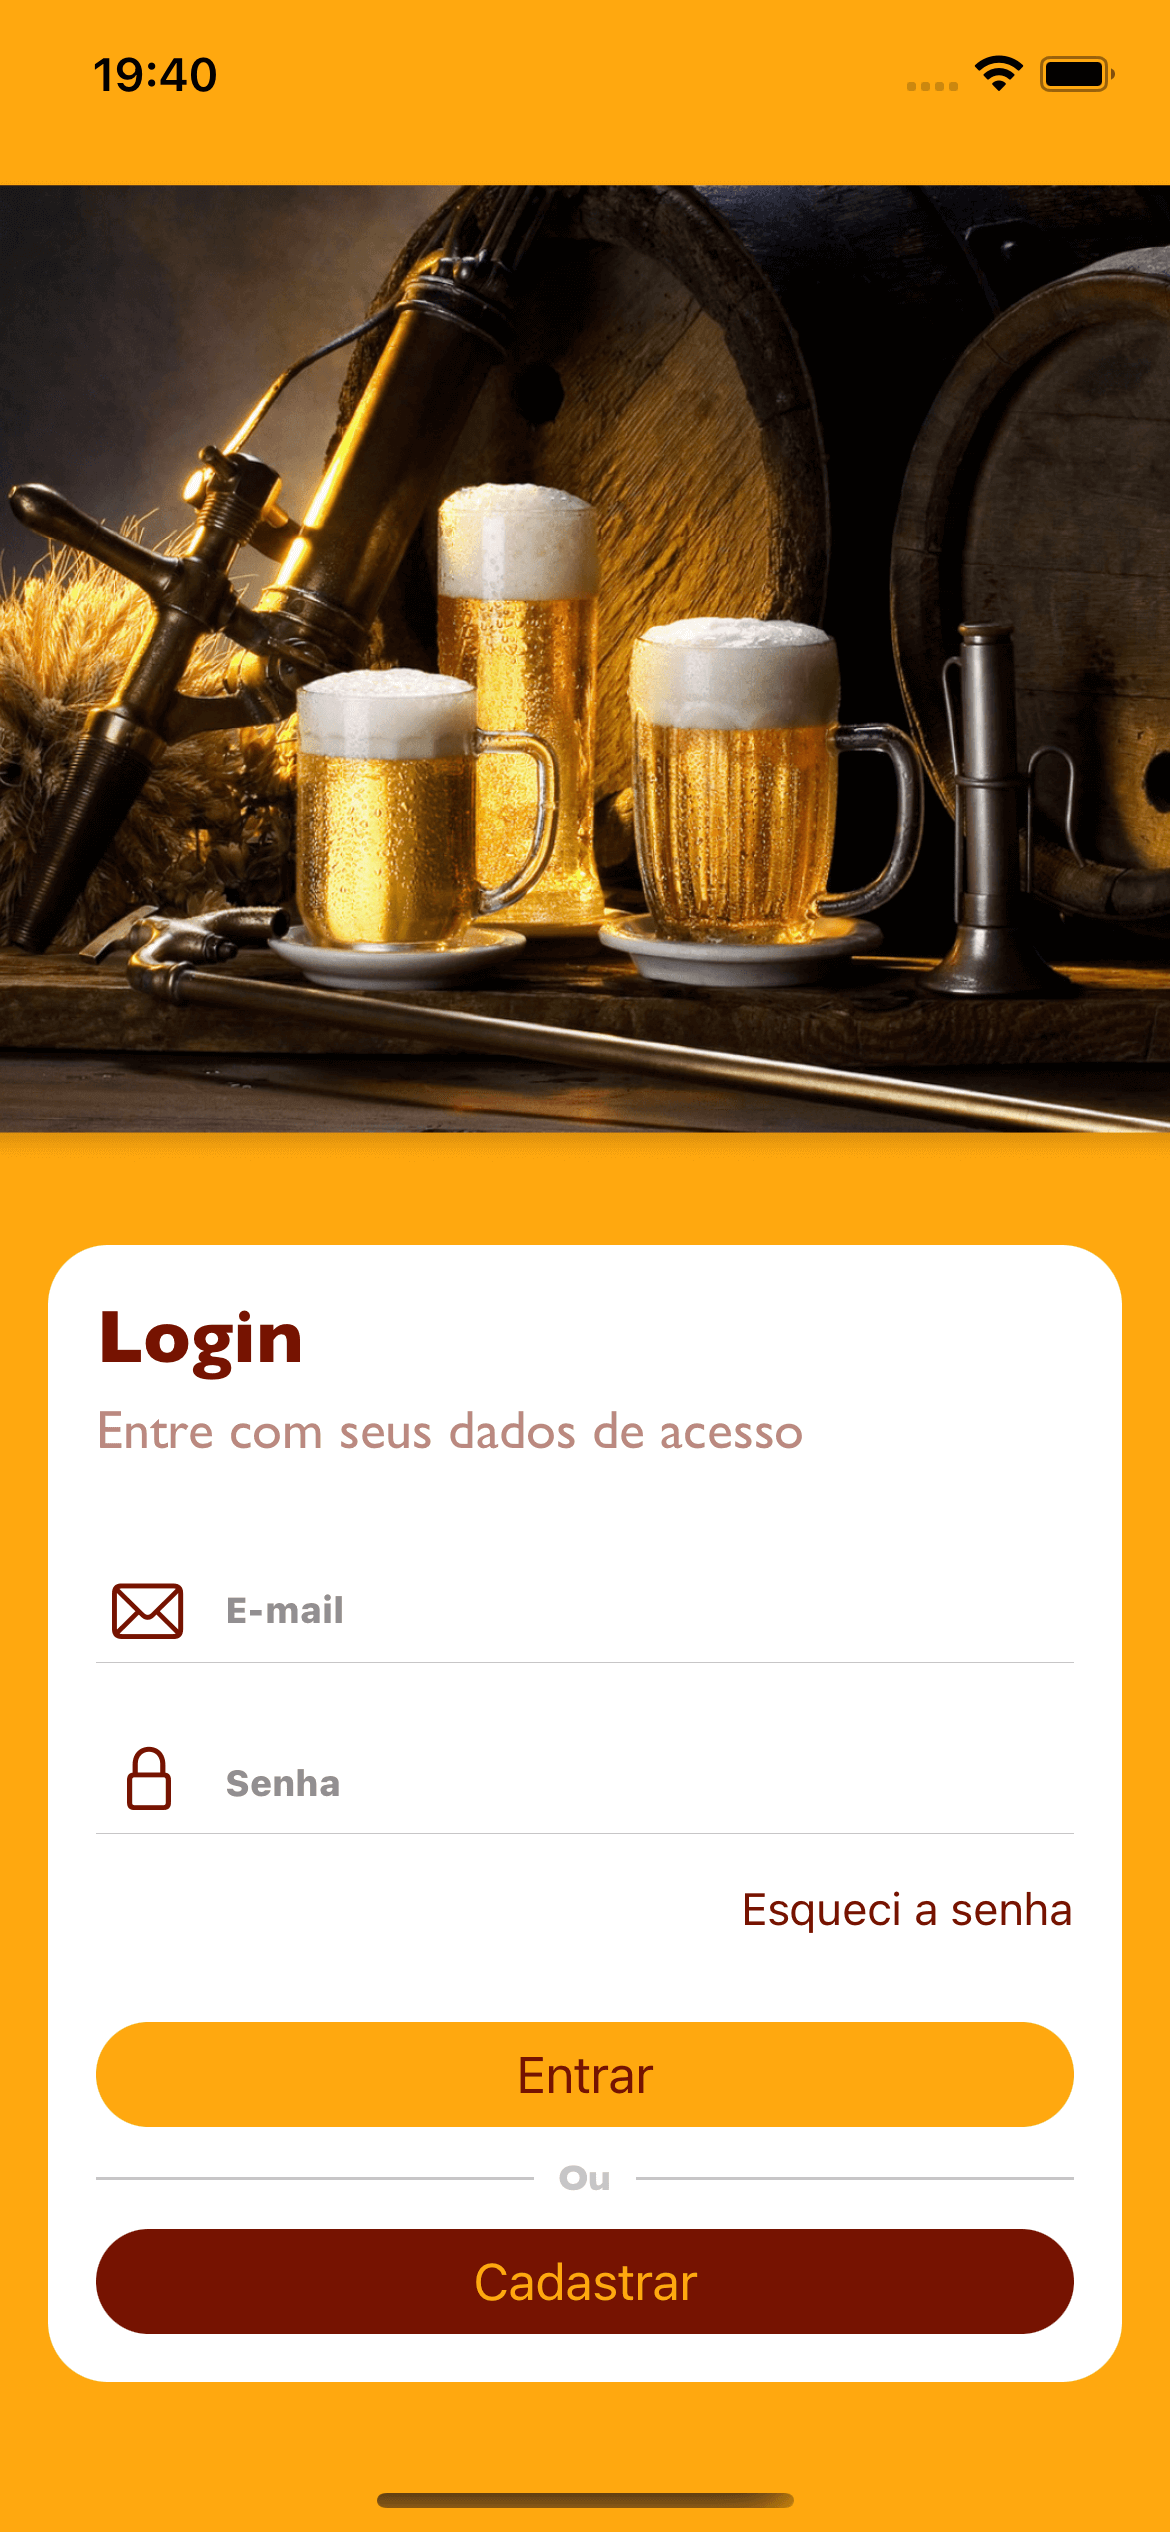 19:40
Login
Entre com seus dados de acesso
E-mail
Senha
Esqueci a senha
Entrar
Ou
Cadastrar